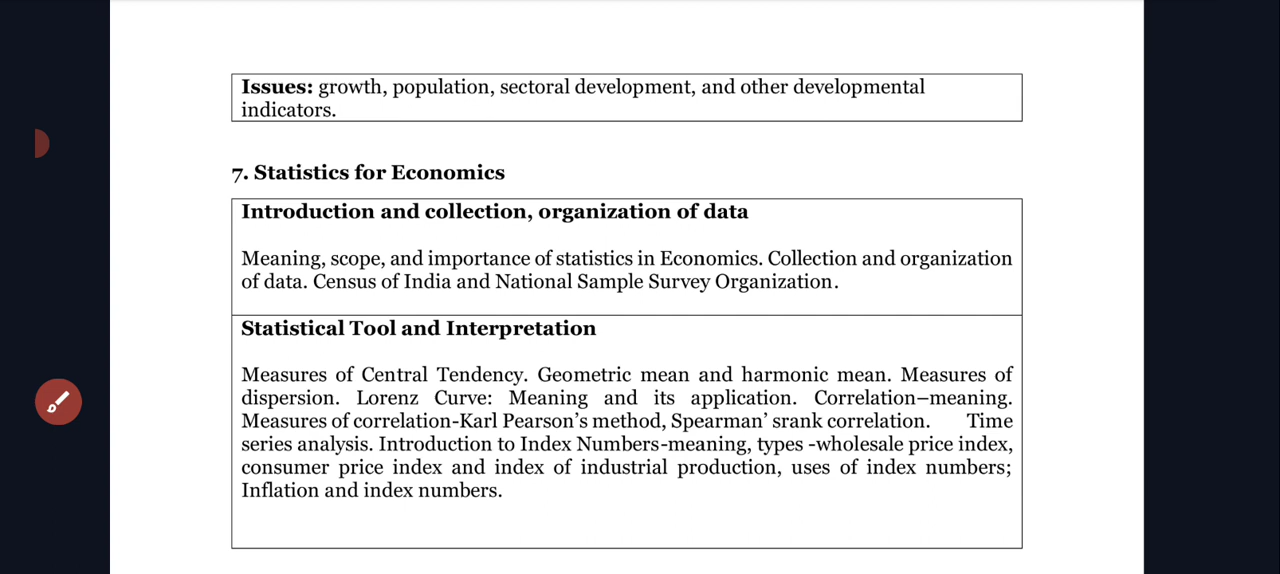 Issues: growth, population, sectoral development, and other developmental
indicators.
7. Statistics for Economics
Introduction and collection, organization of data
Meaning, scope, and importance of statistics in Economics. Collection and organization
of data. Census of India and National Sample Survey Organization.
Statistical Tool and Interpretation
Measures of Central Tendency. Geometric mean and harmonic mean. Measures of
dispersion. Lorenz Curve: Meaning and its application. Correlation–meaning.
Measures of correlation-Karl Pearson's method, Spearman' srank correlation. Time
series analysis. Introduction to Index Numbers-meaning, types -wholesale price index,
consumer price index and index of industrial production, uses of index numbers;
Inflation and index numbers.